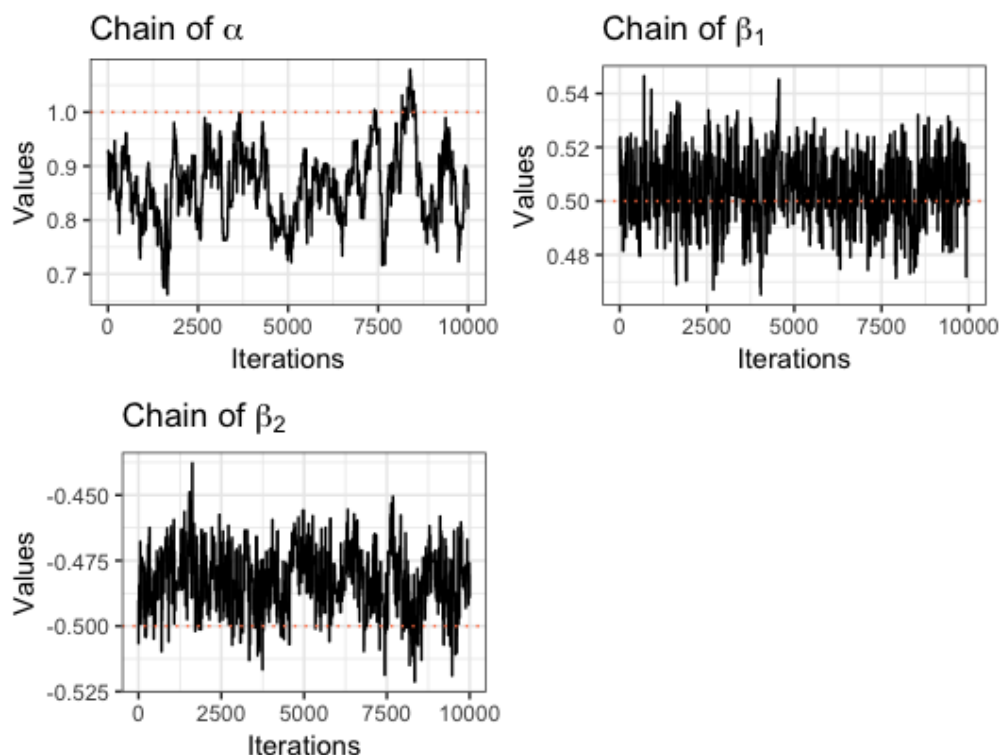 Chain of α
Values
1.0
0.9
0.8
0.7
0 2500 5000 7500 10000
Iterations
Chain of β1
Values
0.54
0.52
0.50
0.48
0 2500 5000 7500 10000
Iterations
Chain of β2
Values
-0.450
-0.475
-0.500
-0.525
0 2500 5000 7500 10000
Iterations